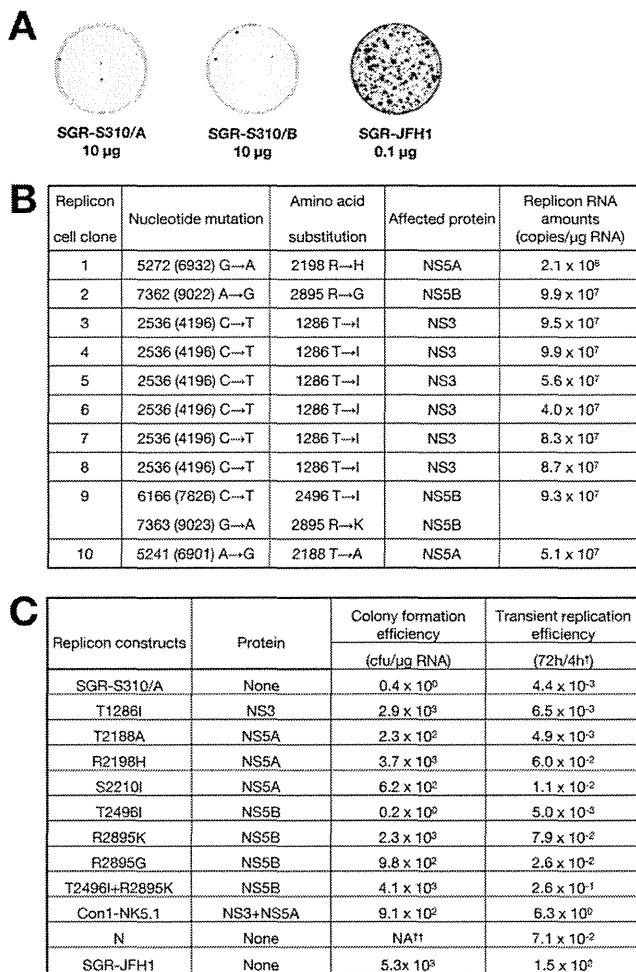 A
SGR-S310/A
10 µg
SGR-S310/B
10 µg
SGR-JFH1
0.1 µg
B
Replicon cell clone Nucleotide mutation Amino acid substitution Affected protein Replicon RNA amounts (copies/µg RNA)
1 5272 (6932) G→A 2198 R→H NS5A 2.1 x 10⁸
2 7362 (9022) A→G 2895 R→G NS5B 9.9 x 10⁷
3 2536 (4196) C→T 1286 T→I NS3 9.5 x 10⁷
4 2536 (4196) C→T 1286 T→I NS3 9.9 x 10⁷
5 2536 (4196) C→T 1286 T→I NS3 5.6 x 10⁷
6 2536 (4196) C→T 1286 T→I NS3 4.0 x 10⁷
7 2536 (4196) C→T 1286 T→I NS3 8.3 x 10⁷
8 2536 (4196) C→T 1286 T→I NS3 8.7 x 10⁷
9 6166 (7826) C→T 2496 T→I NS5B 9.3 x 10⁷
7363 (9023) G→A 2895 R→K NS5B
10 5241 (6901) A→G 2188 T→A NS5A 5.1 x 10⁷
C
Replicon constructs Protein Colony formation efficiency (cfu/µg RNA) Transient replication efficiency (72h/4h†)
SGR-S310/A None 0.4 x 10⁰ 4.4 x 10⁻³
T1286I NS3 2.9 x 10³ 6.5 x 10⁻³
T2188A NS5A 2.3 x 10² 4.9 x 10⁻³
R2198H NS5A 3.7 x 10³ 6.0 x 10⁻²
S2210I NS5A 6.2 x 10² 1.1 x 10⁻²
T2496I NS5B 0.2 x 10⁰ 5.0 x 10⁻³
R2895K NS5B 2.3 x 10³ 7.9 x 10⁻²
R2895G NS5B 9.8 x 10² 2.6 x 10⁻²
T2496I+R2895K NS5B 4.1 x 10³ 2.6 x 10⁻¹
Con1-NK5.1 NS3+NS5A 9.1 x 10² 6.3 x 10⁰
N None NA†† 7.1 x 10⁻²
SGR-JFH1 None 5.3x 10³ 1.5 x 10²